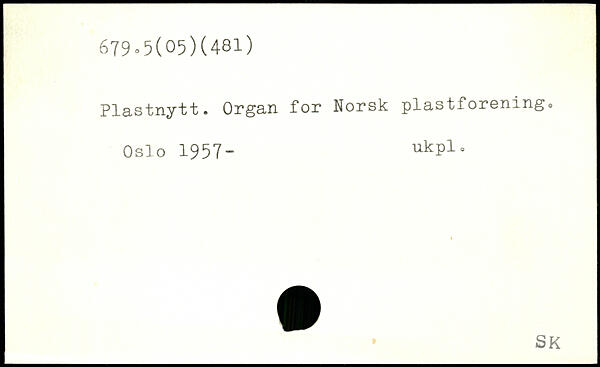 679.5(05)(481)
Plastnytt. Organ for Norsk plastforening.
Oslo 1957- ukpl.
SK